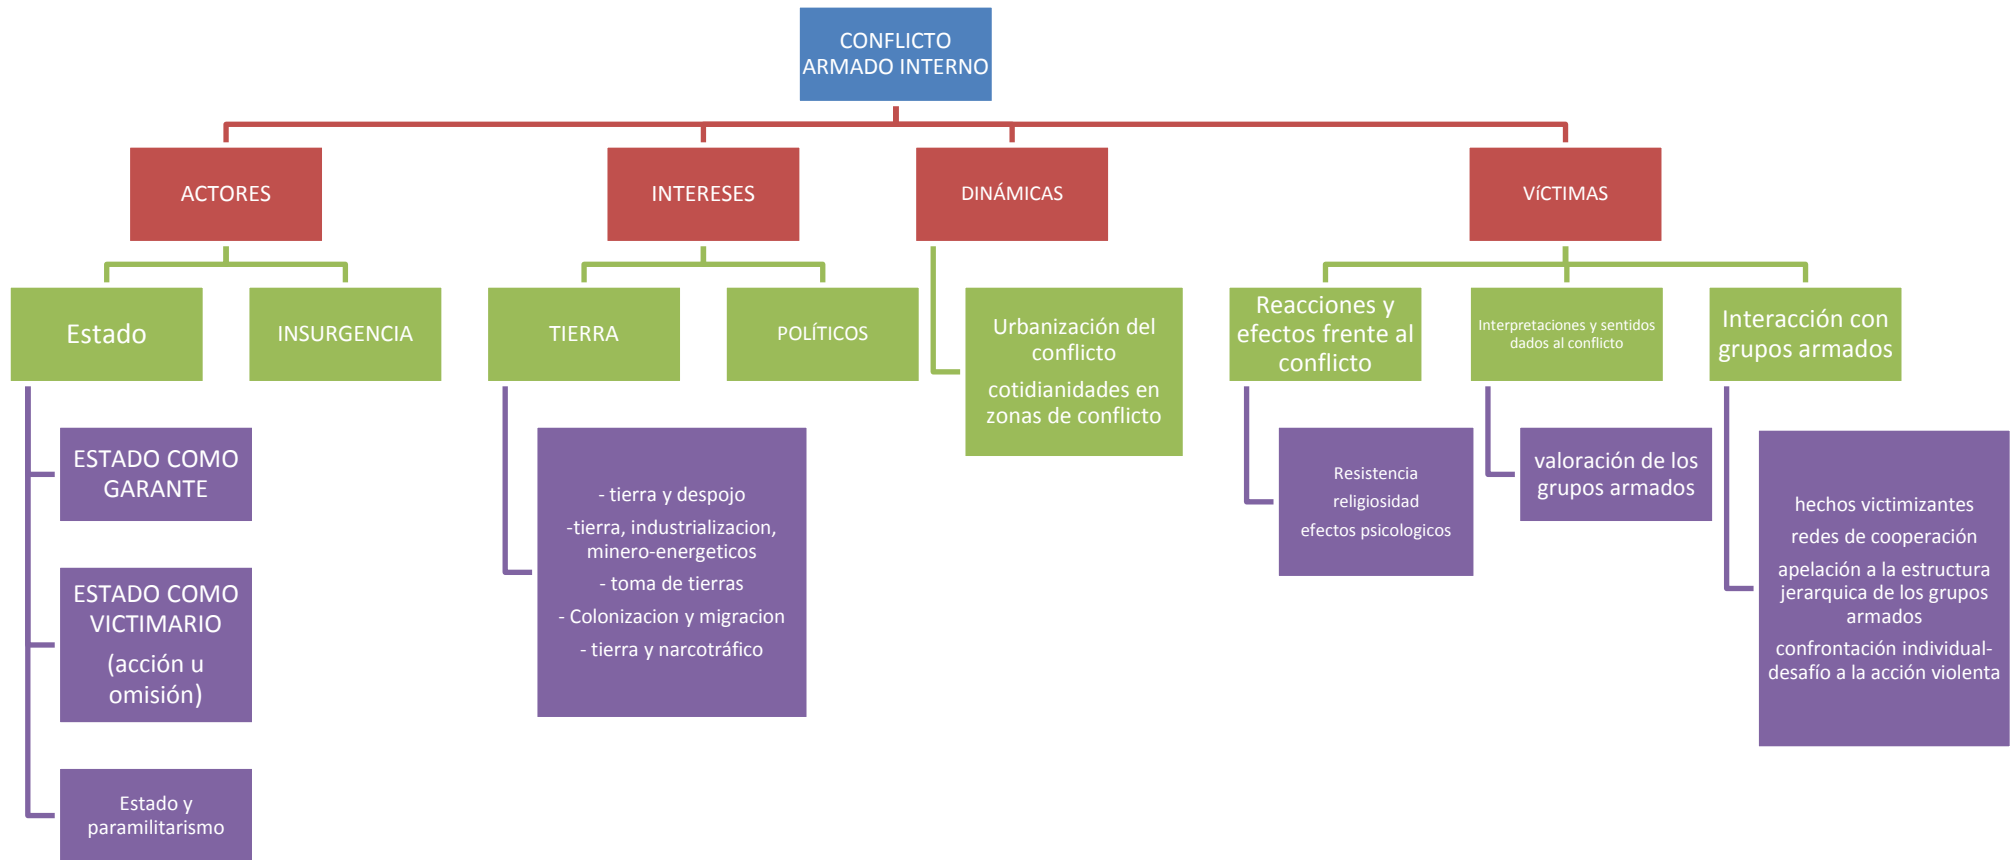 CONFLICTO
ARMADO INTERNO
ACTORES
INTERESES
DINÁMICAS
VíCTIMAS
Estado
INSURGENCIA
TIERRA
POLÍTICOS
Urbanización del
conflicto
cotidianidades en
zonas de conflicto
Reacciones y
efectos frente al
conflicto
Interpretaciones y sentidos
dados al conflicto
Interacción con
grupos armados
ESTADO COMO
GARANTE
ESTADO COMO
VICTIMARIO
(acción u
omisión)
Estado y
paramilitarismo
- tierra y despojo
-tierra, industrializacion,
minero-energeticos
- toma de tierras
- Colonizacion y migracion
- tierra y narcotráfico
Resistencia
religiosidad
efectos psicologicos
valoración de los
grupos armados
hechos victimizantes
redes de cooperación
apelación a la estructura
jerarquica de los grupos
armados
confrontación individual-
desafío a la acción violenta